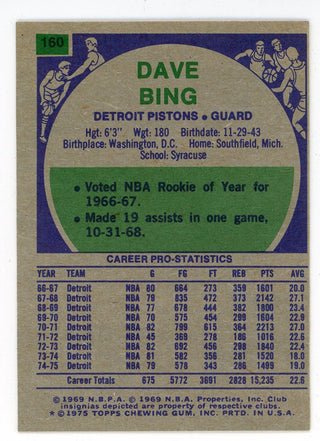 160
DAVE
BING
DETROIT PISTONS • GUARD
Hgt: 6'3" Wgt: 180 Birthdate: 11-29-43
Birthplace: Washington, D.C. Home: Southfield, Mich.
School: Syracuse
• Voted NBA Rookie of Year for
1966-67.
• Made 19 assists in one game,
10-31-68.
CAREER PRO-STATISTICS
YEAR TEAM G FG FT REB PTS AVG
66-67 Detroit NBA 80 664 273 359 1601 20.0
67-68 Detroit NBA 79 835 472 373 2142 27.1
68-69 Detroit NBA 77 678 444 382 1800 23.4
69-70 Detroit NBA 70 575 454 299 1604 22.9
70-71 Detroit NBA 82 799 615 364 2213 27.0
71-72 Detroit NBA 45 369 278 186 1016 22.6
72-73 Detroit NBA 82 692 456 298 1840 22.4
73-74 Detroit NBA 81 582 356 281 1520 18.8
74-75 Detroit NBA 79 578 343 286 1499 19.0
Career Totals 675 5772 3691 2828 15,235 22.6
© 1969 N.B.P.A. © 1969 N.B.A. Properties, Inc. Club
insignias depicted are property of respective clubs.
* © 1975 TOPPS CHEWING GUM, INC. PRTD. IN U.S.A.